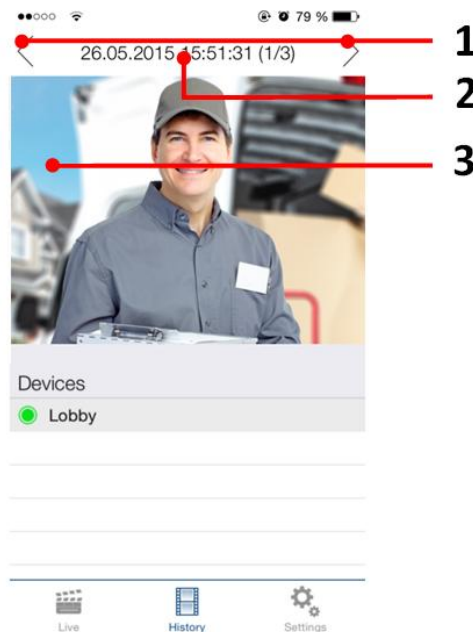 79 %
1
26.05.2015 15:51:31 (1/3)
2
3
Devices
Lobby
Live History Settings